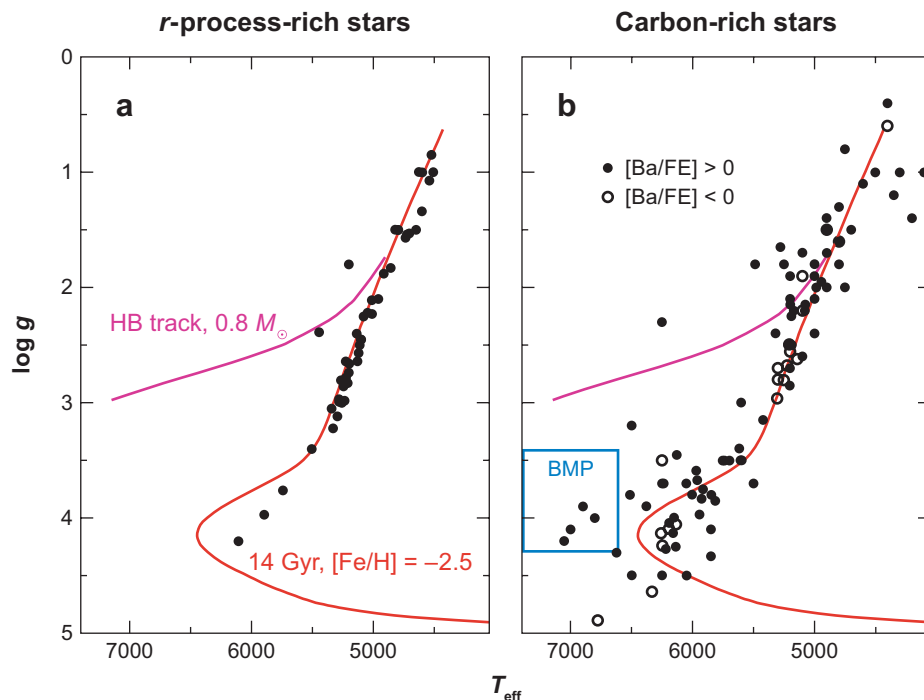 r-process-rich stars
Carbon-rich stars
0
1
2
3
4
5
log g
a
HB track, 0.8 M☉
14 Gyr, [Fe/H] = –2.5
7000
6000
5000
b
[Ba/FE] > 0
[Ba/FE] < 0
BMP
7000
6000
5000
Teff